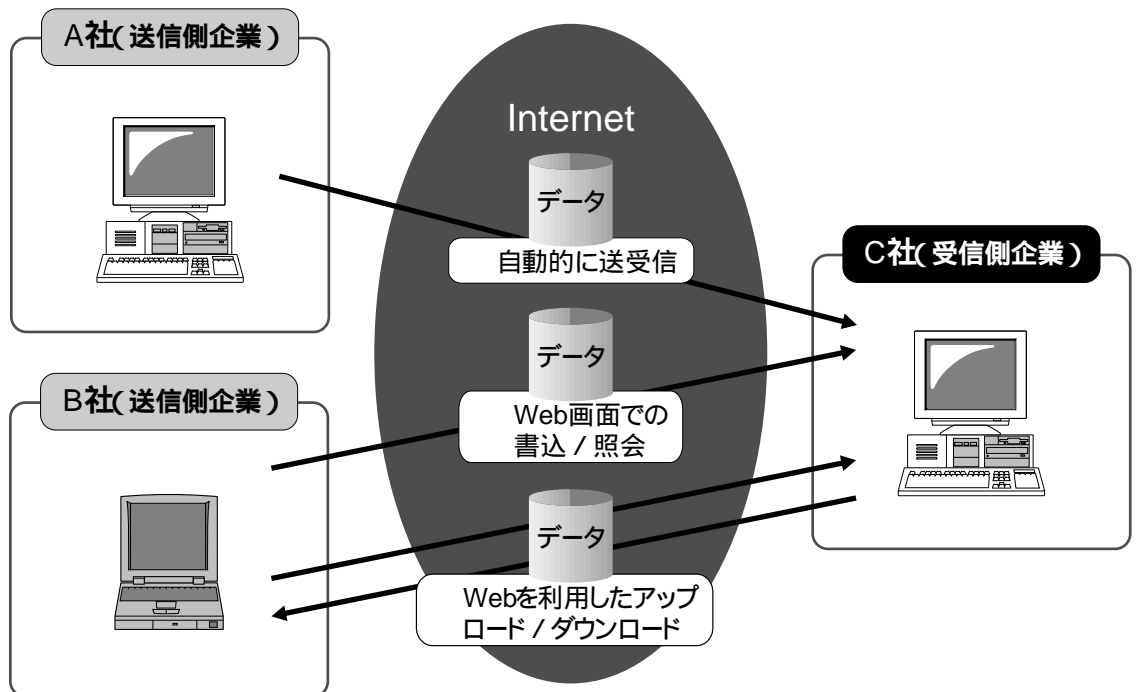 A社(送信側企業)
Internet
データ
自動的に送受信
C社(受信側企業)
データ
B社(送信側企業)
Web画面での
書込 / 照会
データ
Webを利用したアップ
ロード / ダウンロード